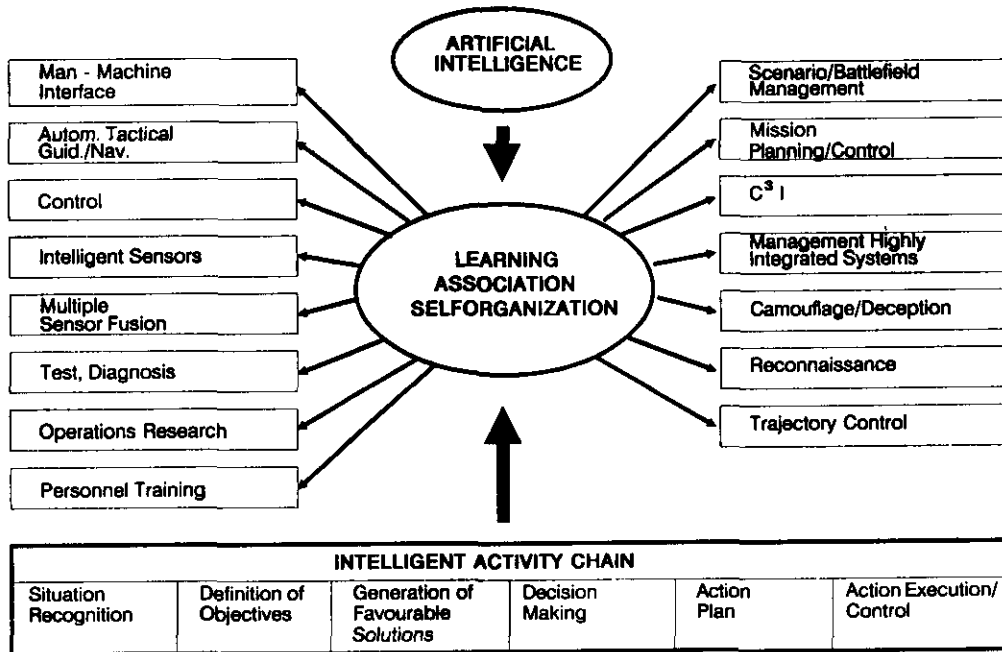 ARTIFICIAL
INTELLIGENCE
Man - Machine
Interface
Autom. Tactical
Guid./Nav.
Control
Intelligent Sensors
Multiple
Sensor Fusion
Test, Diagnosis
Operations Research
Personnel Training
LEARNING
ASSOCIATION
SELFORGANIZATION
Scenario/Battlefield
Management
Mission
Planning/Control
C³ I
Management Highly
Integrated Systems
Camouflage/Deception
Reconnaissance
Trajectory Control
INTELLIGENT ACTIVITY CHAIN
Situation
Recognition
Definition of
Objectives
Generation of
Favourable
Solutions
Decision
Making
Action
Plan
Action Execution/
Control